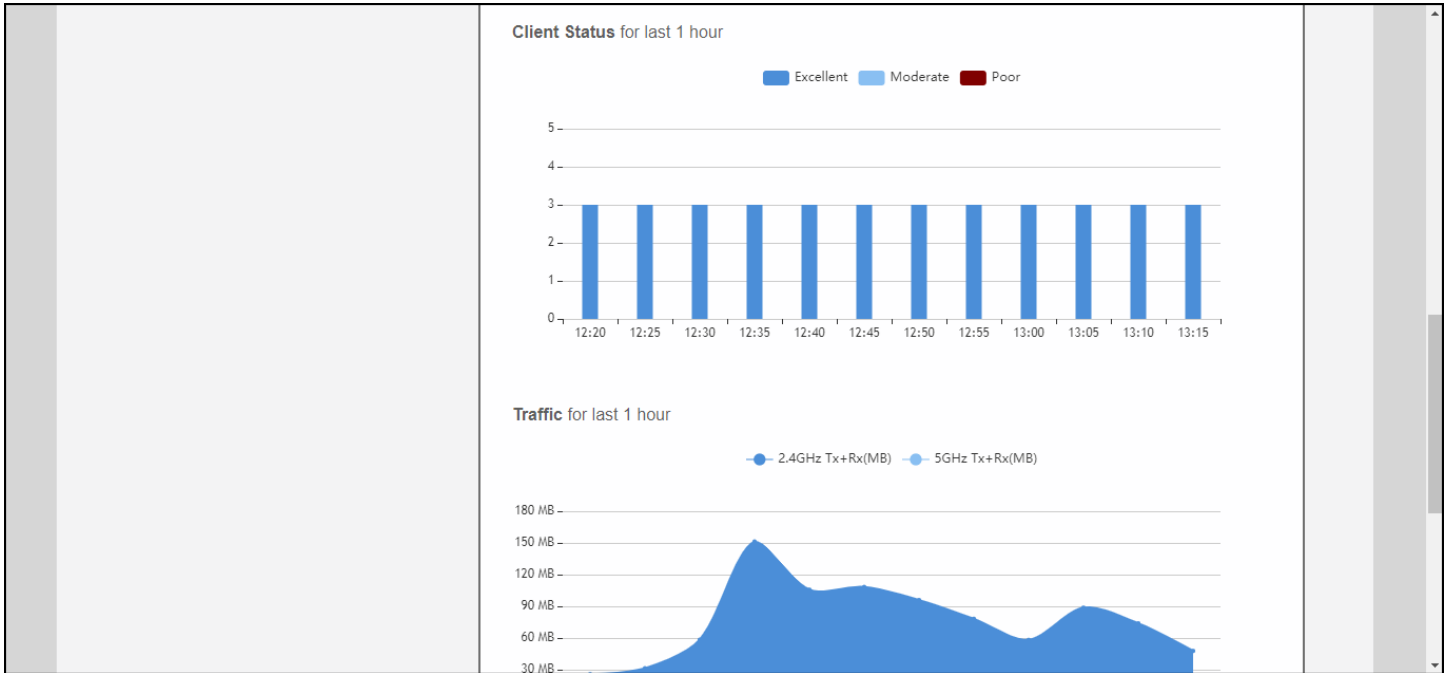 Client Status for last 1 hour
Excellent Moderate Poor
5
4
3
2
1
0
12:20 12:25 12:30 12:35 12:40 12:45 12:50 12:55 13:00 13:05 13:10 13:15
Traffic for last 1 hour
2.4GHz Tx+Rx(MB) 5GHz Tx+Rx(MB)
180 MB
150 MB
120 MB
90 MB
60 MB
30 MB